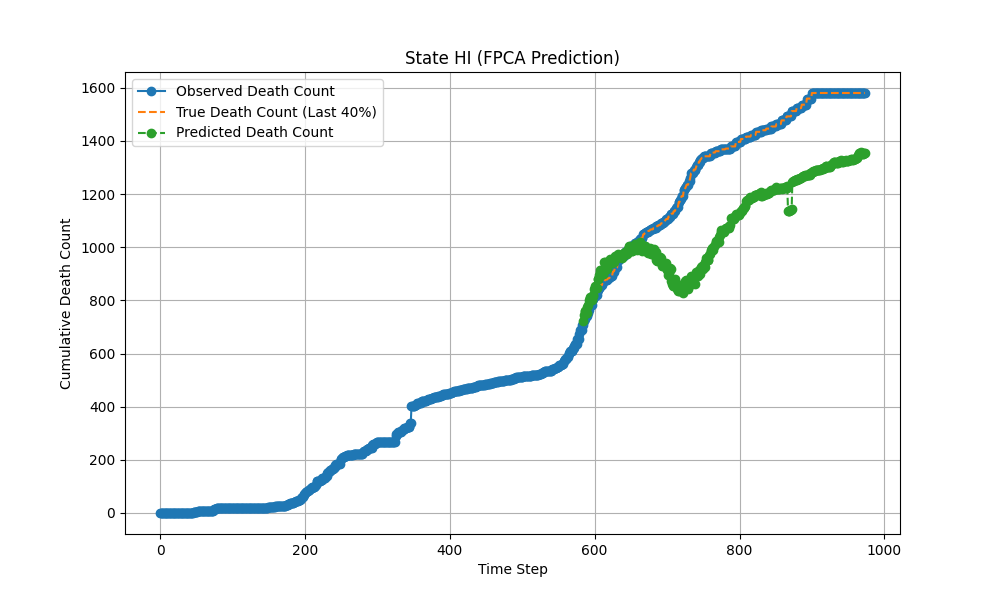 State HI (FPCA Prediction)
Observed Death Count
True Death Count (Last 40%)
Predicted Death Count
Cumulative Death Count
1600
1400
1200
1000
800
600
400
200
0
0 200 400 600 800 1000
Time Step